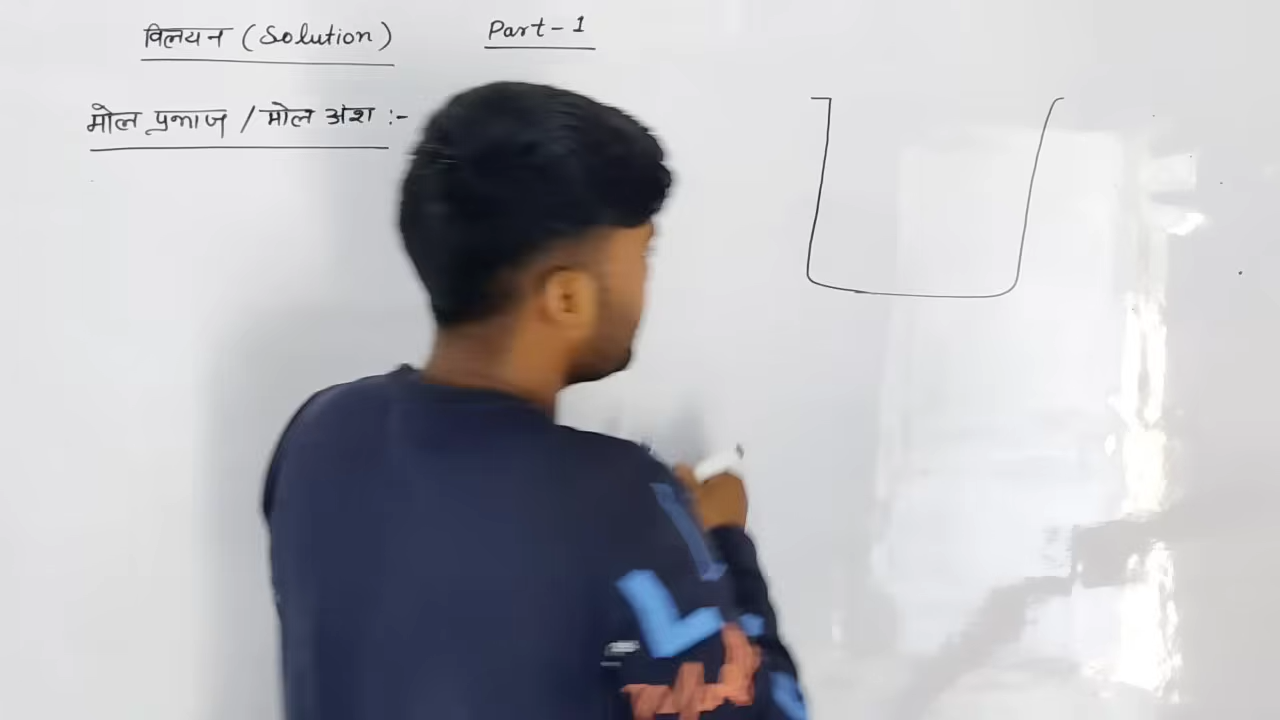 विलयन (Solution) Part-1
मोल प्रभाज / मोल अंश :-